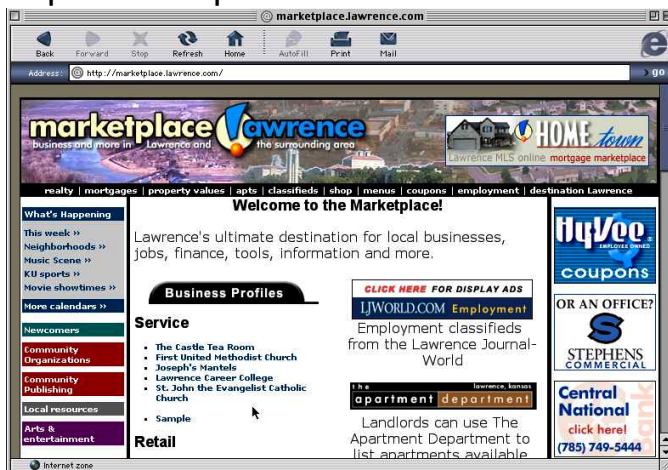 marketplace.lawrence.com
Back Forward Stop Refresh Home AutoFill Print Mail
Address: @ http://marketplace.lawrence.com/ go
marketplace Lawrence
business and more in Lawrence and the surrounding area
HOME town
Lawrence MLS online mortgage marketplace
realty | mortgages | property values | apts | classifieds | shop | menus | coupons | employment | destination Lawrence
What's Happening
This week »
Neighborhoods »
Music Scene »
KU sports »
Movie showtimes »
More calendars »
Newcomers
Community
Organizations
Community
Publishing
Local resources
Arts &
entertainment
Welcome to the Marketplace!
Lawrence's ultimate destination for local businesses,
jobs, finance, tools, information and more.
Business Profiles
Service
The Castle Tea Room
First United Methodist Church
Joseph's Mantels
Lawrence Career College
St. John the Evangelist Catholic
Church
Sample
Retail
CLICK HERE FOR DISPLAY ADS
LJWORLD.COM Employment
Employment classifieds
from the Lawrence Journal-
World
the lawrence, kansas
apartment department
Landlords can use The
Apartment Department to
list apartments available
HyVee
EMPLOYEE OWNED
coupons
OR AN OFFICE?
S
STEPHENS
COMMERCIAL
Central
National
click here!
(785) 749-5444
Internet zone